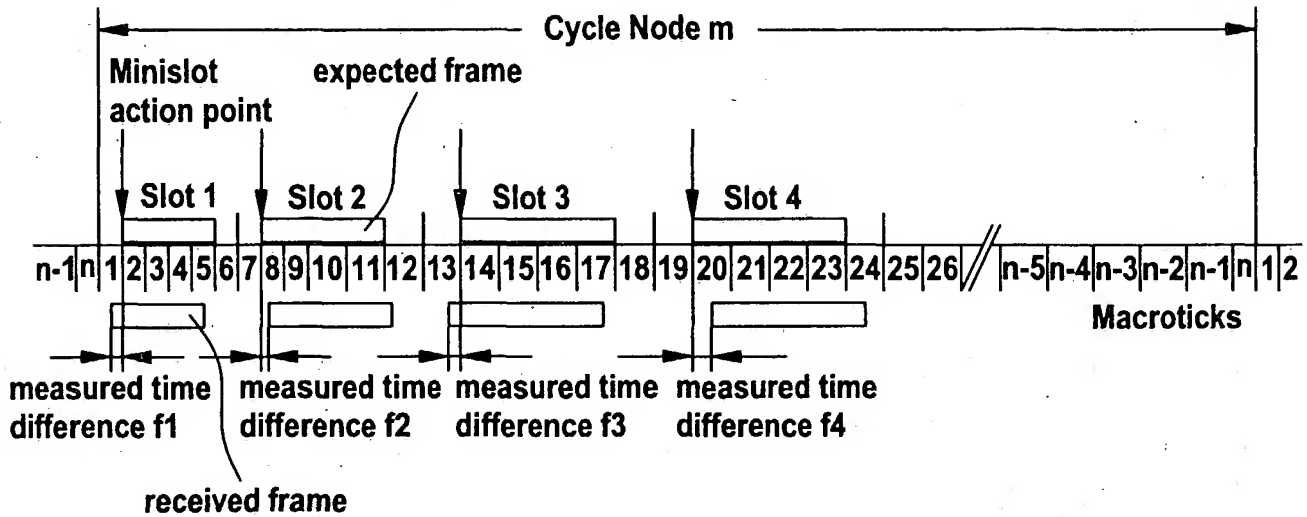 Cycle Node m
Minislot
action point
expected frame
Slot 1 Slot 2 Slot 3 Slot 4
n-1 n 1 2 3 4 5 6 7 8 9 10 11 12 13 14 15 16 17 18 19 20 21 22 23 24 25 26 n-5 n-4 n-3 n-2 n-1 n 1 2
Macroticks
measured time
difference f1
measured time
difference f2
measured time
difference f3
measured time
difference f4
received frame